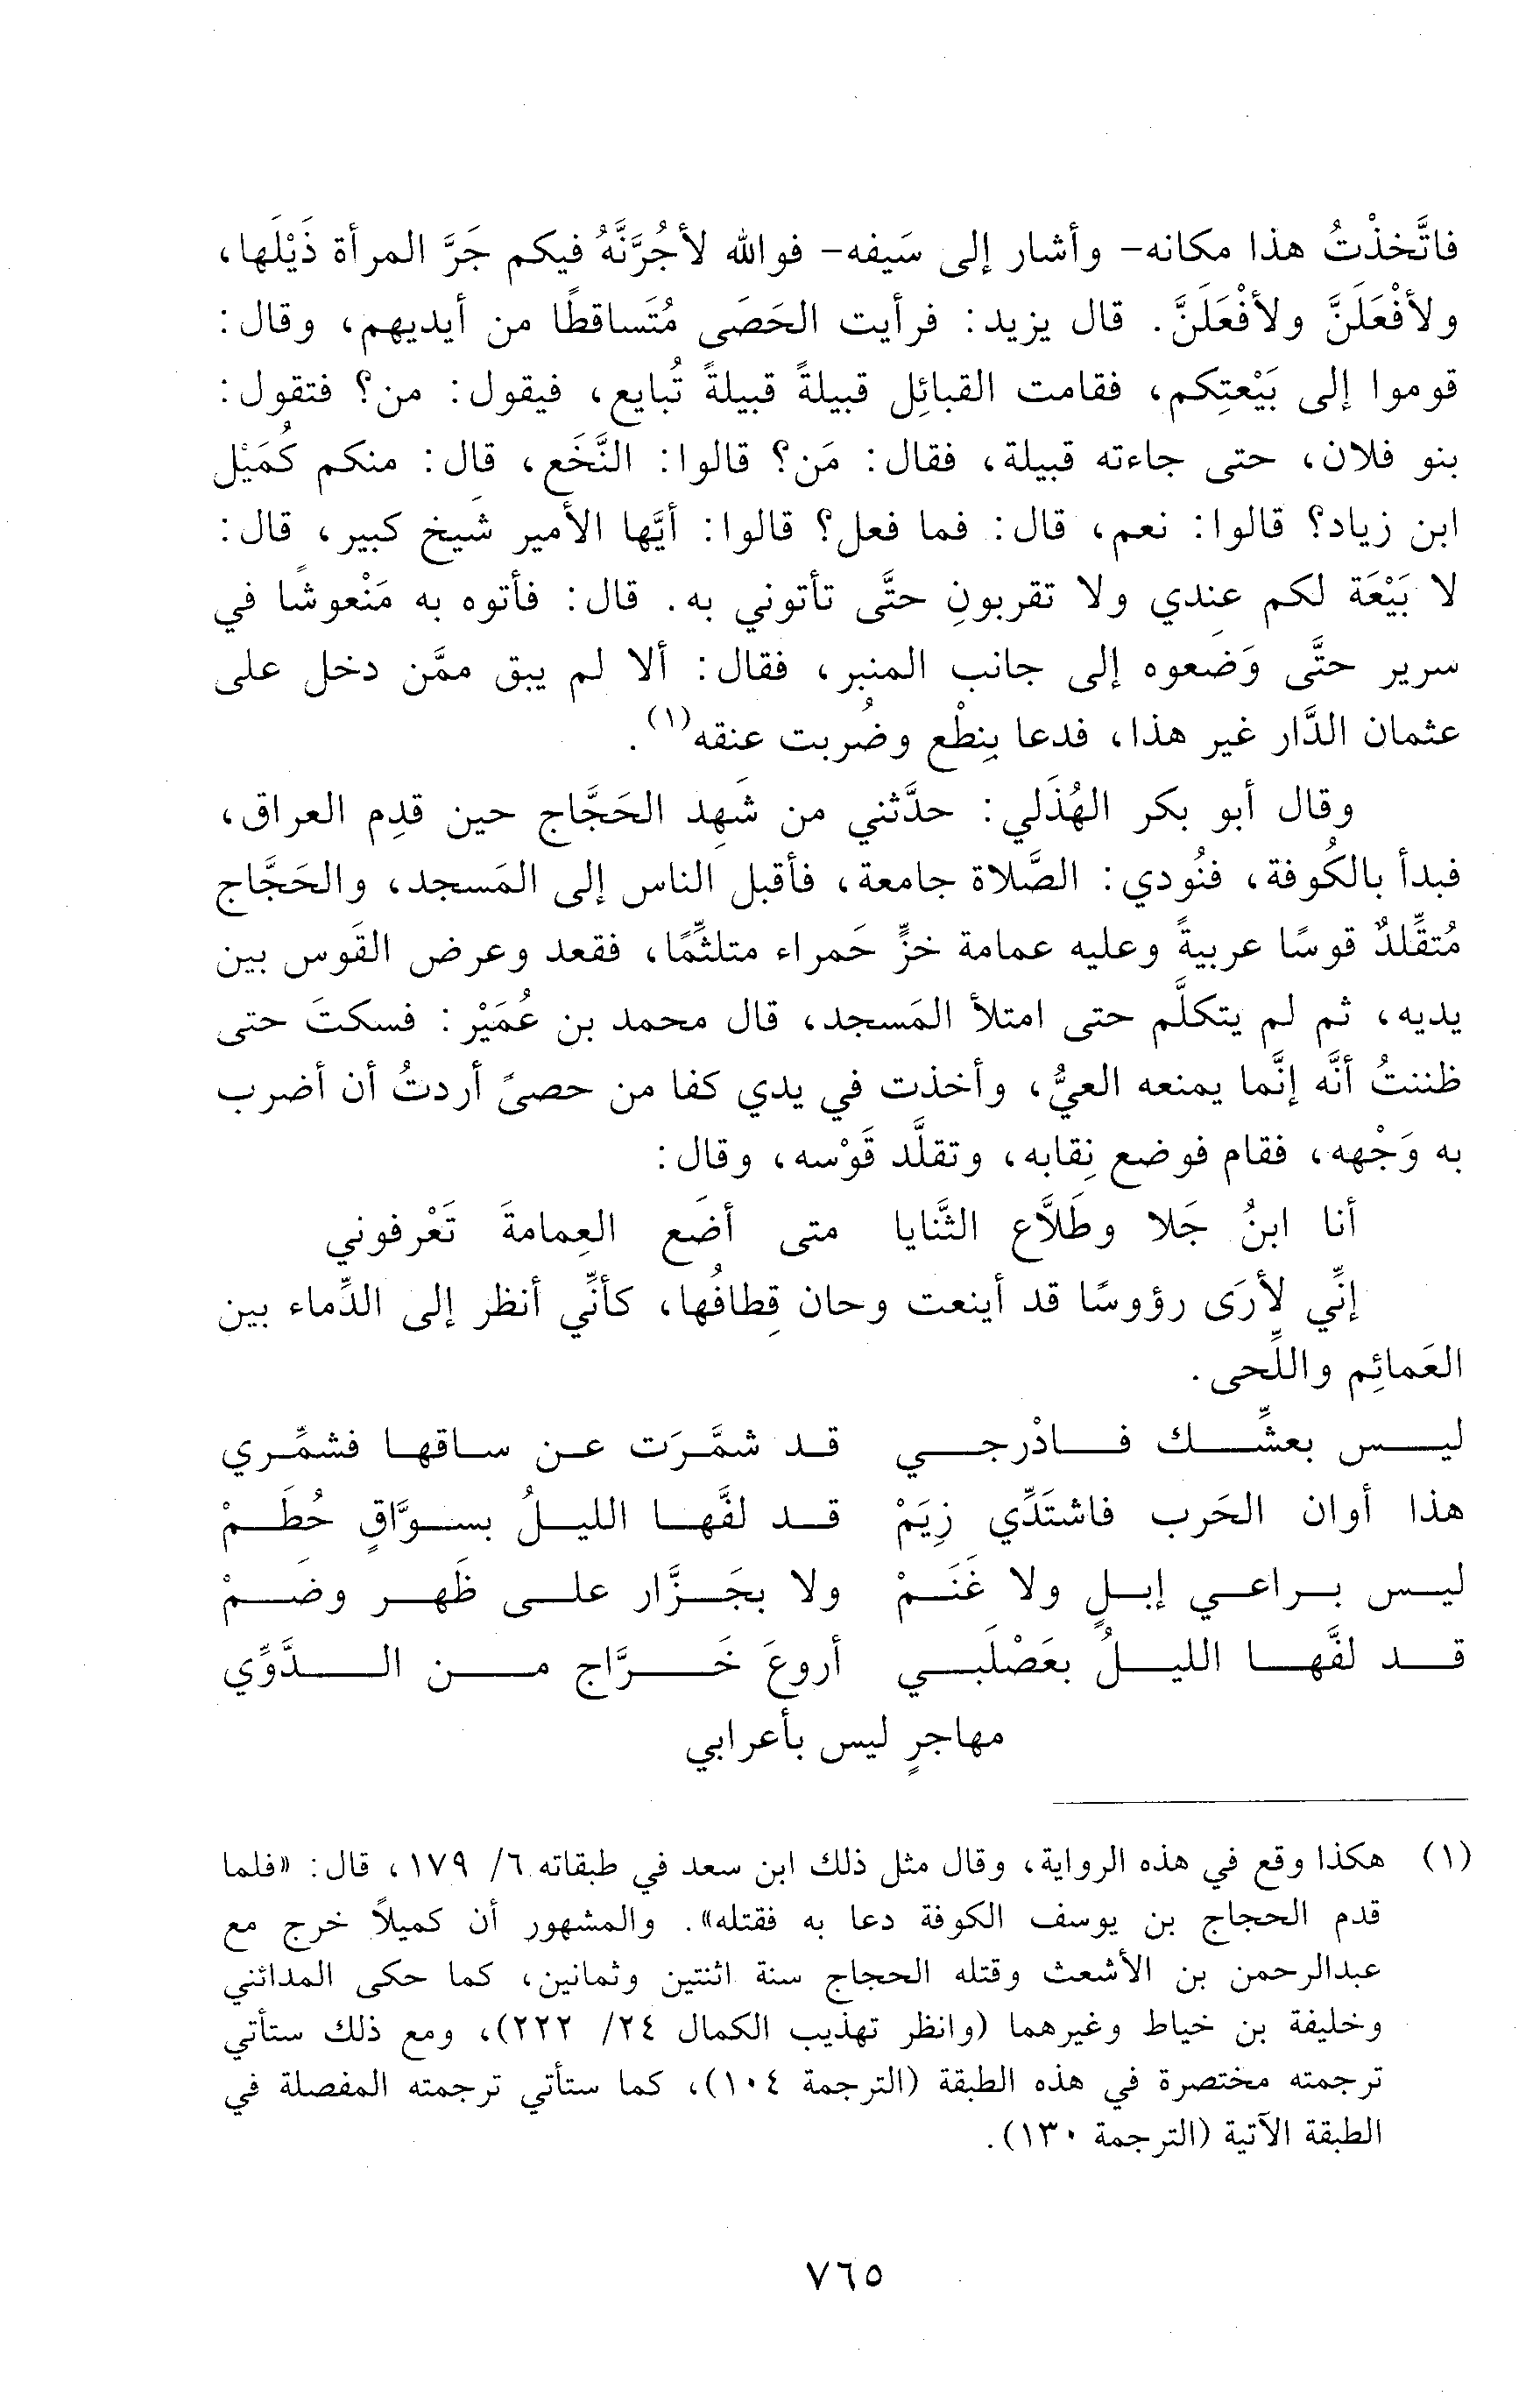 فاتَّخذْتُ هذا مكانه- وأشار إلى سَيفه- فوالله لأجُرَّنَّهُ فيكم جَرَّ المرأة ذَيْلَها،
ولأفْعَلَنَّ ولأفْعَلَنَّ. قال يزيد: فرأيت الحَصَى مُتَساقطًا من أيديهم، وقال:
قوموا إلى بَيْعتِكم، فقامت القبائِل قبيلةً قبيلةً تُبايع، فيقول: من؟ فتقول:
بنو فلان، حتى جاءته قبيلة، فقال: مَن؟ قالوا: النَّخَع، قال: منكم كُمَيْل
ابن زياد؟ قالوا: نعم، قال: فما فعل؟ قالوا: أيَّها الأمير شَيخ كبير، قال:
لا بَيْعَة لكم عِندي ولا تقربونِ حتَّى تأتوني به. قال: فأتوه به مَنْعوشًا في
سرير حتَّى وَضَعوه إلى جانب المنبر، فقال: ألا لم يبق ممَّن دخل على
عثمان الدَّار غير هذا، فدعا بِنِطْع وضُربت عنقه(١).
وقال أبو بكر الهُذَلي: حدَّثني من شَهِد الحَجَّاج حين قدِم العراق،
فبدأ بالكُوفة، فنُودي: الصَّلاة جامعة، فأقبل الناس إلى المَسجد، والحَجَّاج
مُتقِّلدٌ قوسًا عربيةً وعليه عمامة خزٍّ حَمراء متلثِّمًا، فقعد وعرض القَوس بين
يديه، ثم لم يتكلَّم حتى امتلأ المَسجد، قال محمد بن عُمَيْر: فسكتَ حتى
ظننتُ أنَّه إنَّما يمنعه العيُّ، وأخذت في يدي كفا من حصىً أردتُ أن أضرب
به وَجْهه، فقام فوضع نِقابه، وتقلَّد قَوْسه، وقال:
أنا ابنُ جَلا وطَلاَّع الثَّنايا متى أضَع العِمامةَ تَعْرفوني
إنِّي لأرَى رؤوسًا قد أينعت وحان قِطافُها، كأنِّي أنظر إلى الدِّماء بين
العَمائِم واللِّحى.
ليس بعشِّك فادْرجي قد شمَّرَت عن ساقها فشمِّري
هذا أوان الحَرب فاشتَدِّي زِيَمْ قد لفَّها الليلُ بسوَّاقٍ حُطَمْ
ليس براعي إبلٍ ولا غَنَمْ ولا بجَزَّار على ظَهر وضَمْ
قد لفَّها الليلُ بعَصْلَبي أروعَ خَرَّاج من الدَّوِّي
مهاجرٍ ليس بأعرابي
(١) هكذا وقع في هذه الرواية، وقال مثل ذلك ابن سعد في طبقاته ٦/ ١٧٩، قال: «فلما
قدم الحجاج بن يوسف الكوفة دعا به فقتله». والمشهور أن كميلاً خرج مع
عبدالرحمن بن الأشعث وقتله الحجاج سنة اثنتين وثمانين، كما حكى المدائني
وخليفة بن خياط وغيرهما (وانظر تهذيب الكمال ٢٤/ ٢٢٢)، ومع ذلك ستأتي
ترجمته مختصرة في هذه الطبقة (الترجمة ١٠٤)، كما ستأتي ترجمته المفصلة في
الطبقة الآتية (الترجمة ١٣٠).
٧٦٥